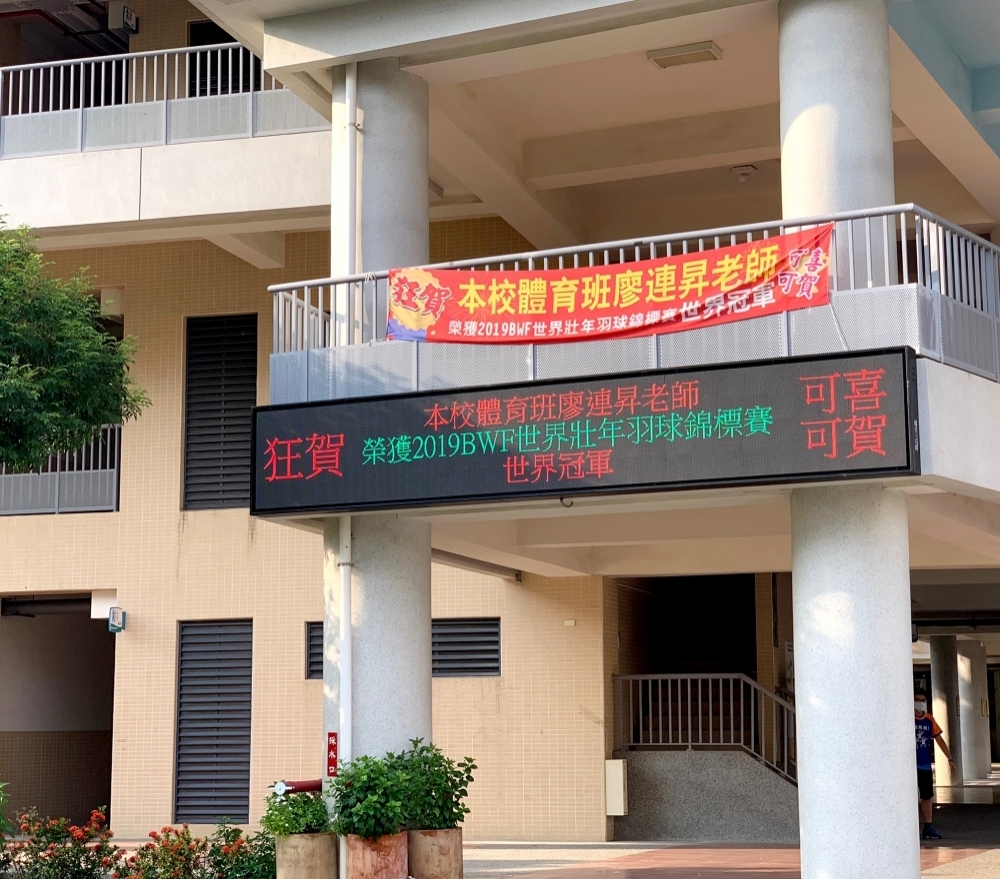 狂賀
本校體育班廖連昇老師
榮獲2019BWF世界壯年羽球錦標賽世界冠軍
可喜
可賀
狂賀
本校體育班廖連昇老師
榮獲2019BWF世界壯年羽球錦標賽
世界冠軍
可喜
可賀
採水口